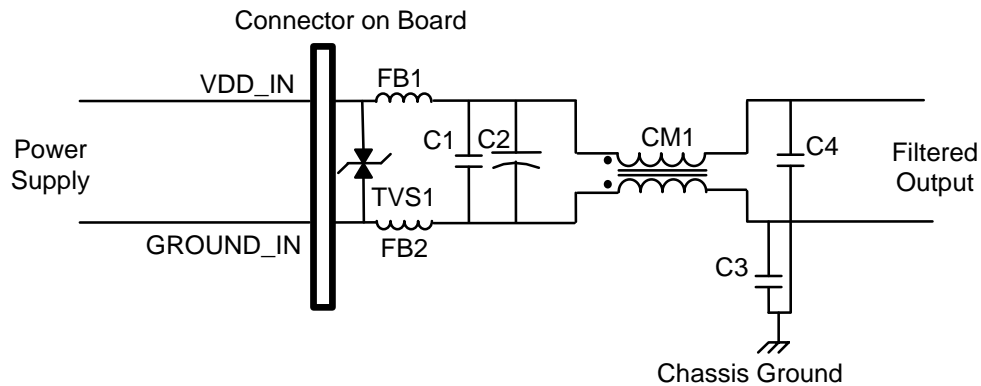 Connector on Board
VDD_IN
FB1
Power
Supply
C1
C2
CM1
C4
Filtered
Output
TVS1
GROUND_IN
FB2
C3
Chassis Ground